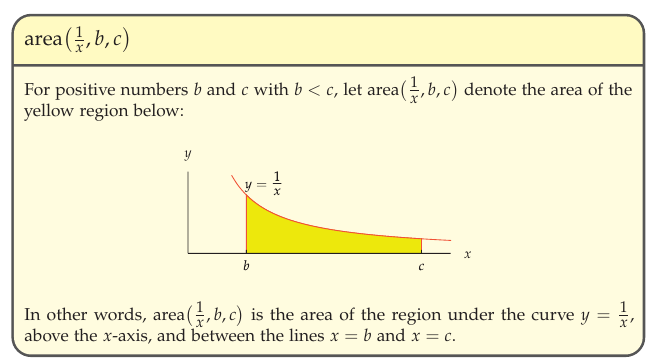 area(1/x, b, c)
For positive numbers b and c with b < c, let area(1/x, b, c) denote the area of the
yellow region below:
y
y = 1/x
x
b c
In other words, area(1/x, b, c) is the area of the region under the curve y = 1/x,
above the x-axis, and between the lines x = b and x = c.